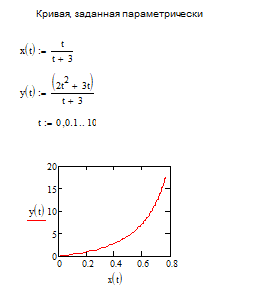 Кривая, заданная параметрически
x(t) := t / (t + 3)
y(t) := (2t² + 3t) / (t + 3)
t := 0,0.1.. 10
20
15
y(t) 10
5
0
0 0.2 0.4 0.6 0.8
x(t)